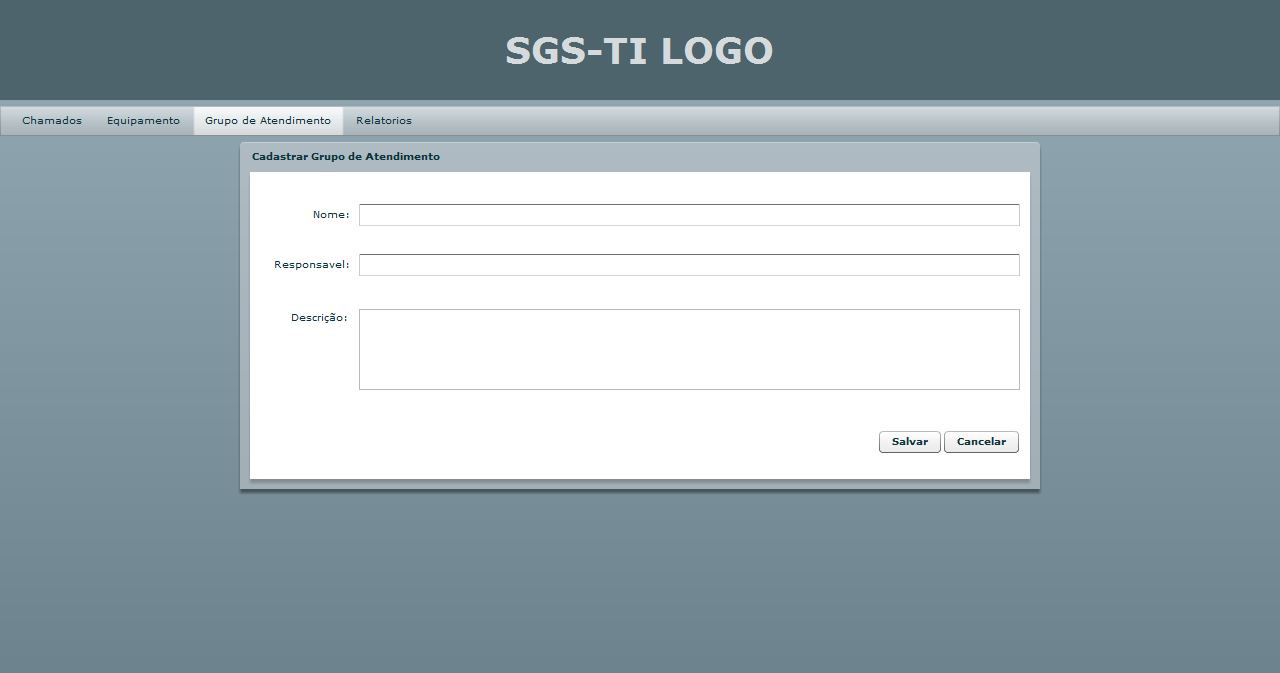 SGS-TI LOGO
Chamados Equipamento Grupo de Atendimento Relatorios
Cadastrar Grupo de Atendimento
Nome:
Responsavel:
Descrição:
Salvar Cancelar